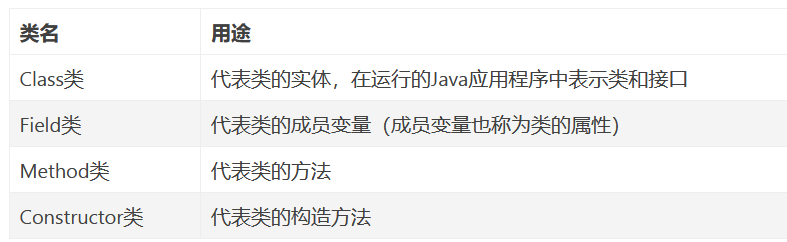 类名 用途
Class类 代表类的实体，在运行的Java应用程序中表示类和接口
Field类 代表类的成员变量（成员变量也称为类的属性）
Method类 代表类的方法
Constructor类 代表类的构造方法